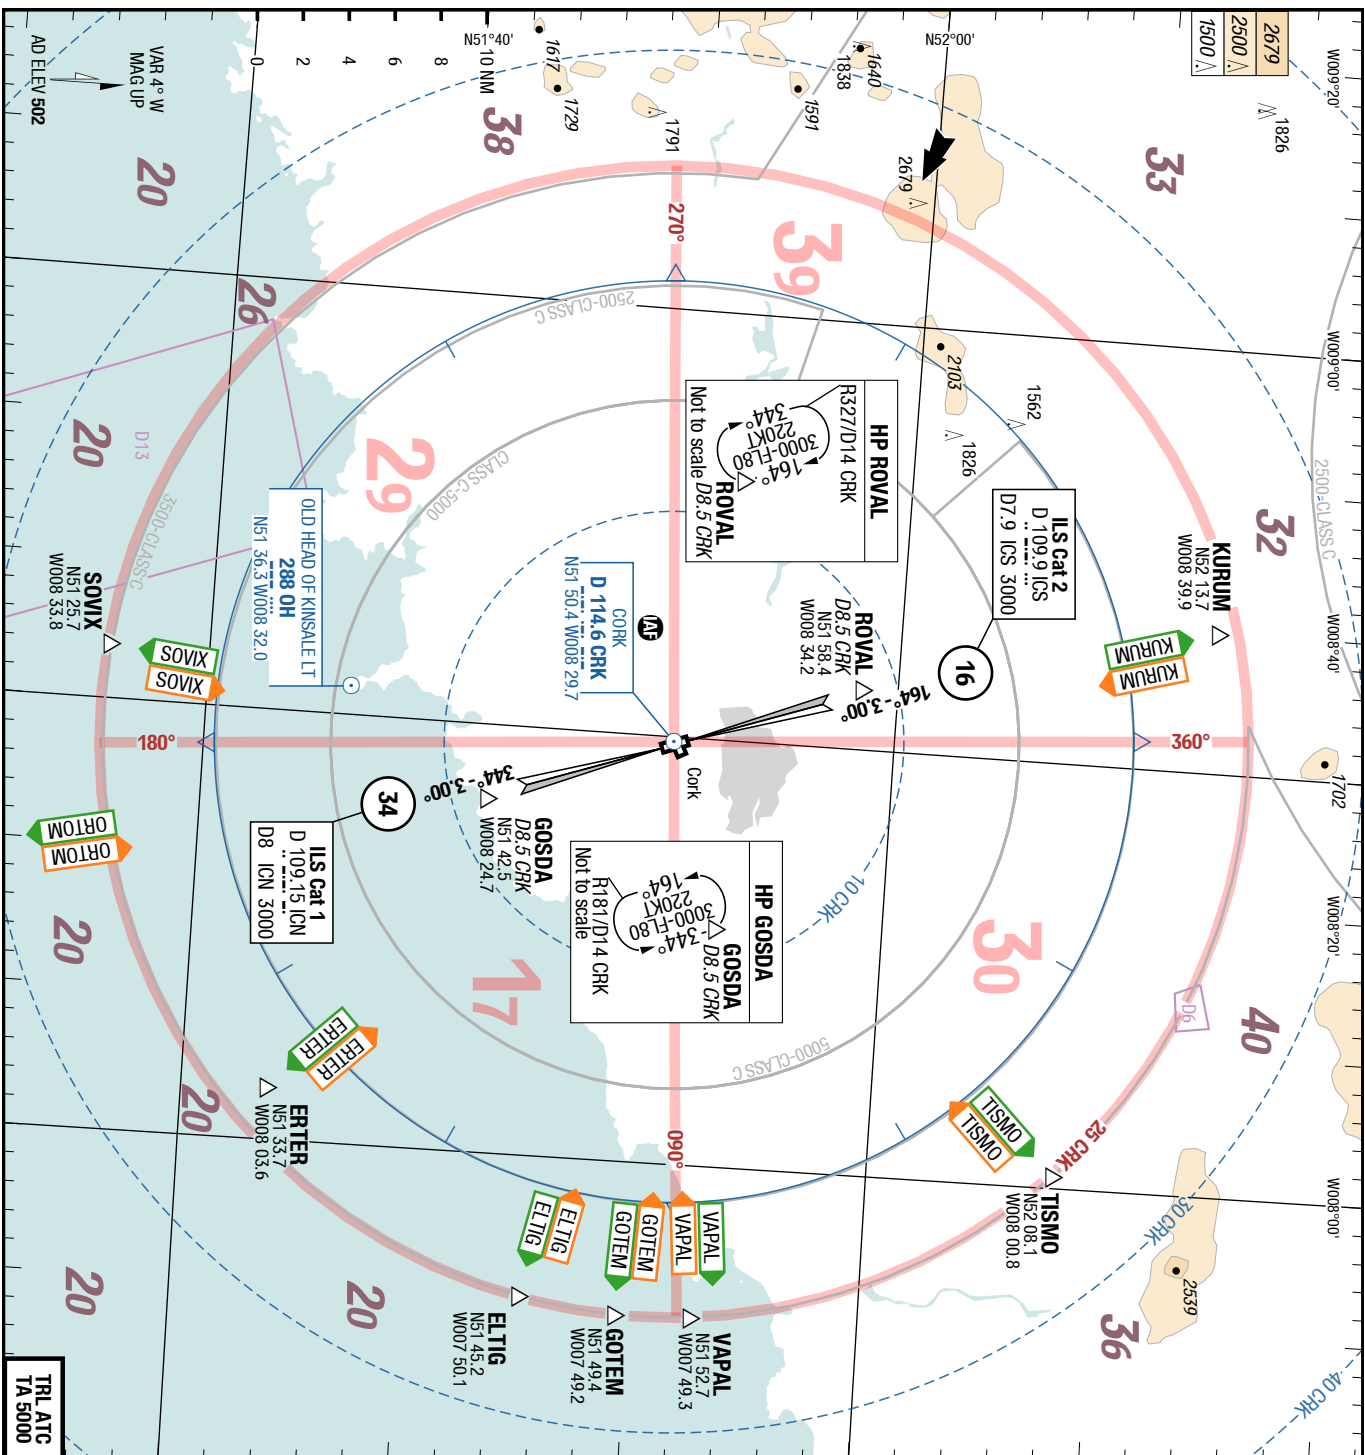 2679
2500
1500
W009°20'
W009°00'
W008°40'
W008°20'
W008°00'
N52°00'
N51°40'
1826
33
1640
1838
1591
2679
1617
1729
1791
38
10 NM
8
6
4
2
0
VAR 4° W
MAG UP
AD ELEV 502
20
270°
39
26
2500-CLASS C
2500-CLASS C
2103
1562
1826
32
KURUM
N52 13.7
W008 39.9
KURUM
KURUM
ILS Cat 2
D 109.9 ICS
D7.9 ICS 3000
16
HP ROVAL
R327/D14 CRK
344°
220KT
3000-FL80
164°
ROVAL
D8.5 CRK
Not to scale
ROVAL
D8.5 CRK
N51 58.4
W008 34.2
164°-3.00°
29
CLASS C-5000
20
D13
3500-CLASS C
OLD HEAD OF KINSALE LT
288 OH
N51 36.3 W008 32.0
CORK
D 114.6 CRK
N51 50.4 W008 29.7
IAF
SOVIX
N51 25.7
W008 33.8
SOVIX
SOVIX
180°
360°
Cork
1702
344°-3.00°
34
GOSDA
D8.5 CRK
N51 42.5
W008 24.7
ILS Cat 1
D 109.15 ICN
D8 ICN 3000
ORTOM
ORTOM
HP GOSDA
GOSDA
D8.5 CRK
344°
3000-FL80
220KT
164°
R181/D14 CRK
Not to scale
10 CRK
30
17
20
D6
40
5000-CLASS C
ERTER
ERTER
ERTER
N51 33.7
W008 03.6
20
090°
TISMO
TISMO
25 CRK
TISMO
N52 08.1
W008 00.8
30 CRK
2539
36
40 CRK
VAPAL
VAPAL
GOTEM
GOTEM
ELTIG
ELTIG
VAPAL
N51 52.7
W007 49.3
GOTEM
N51 49.4
W007 49.2
ELTIG
N51 45.2
W007 50.1
20
20
TRL ATC
TA 5000